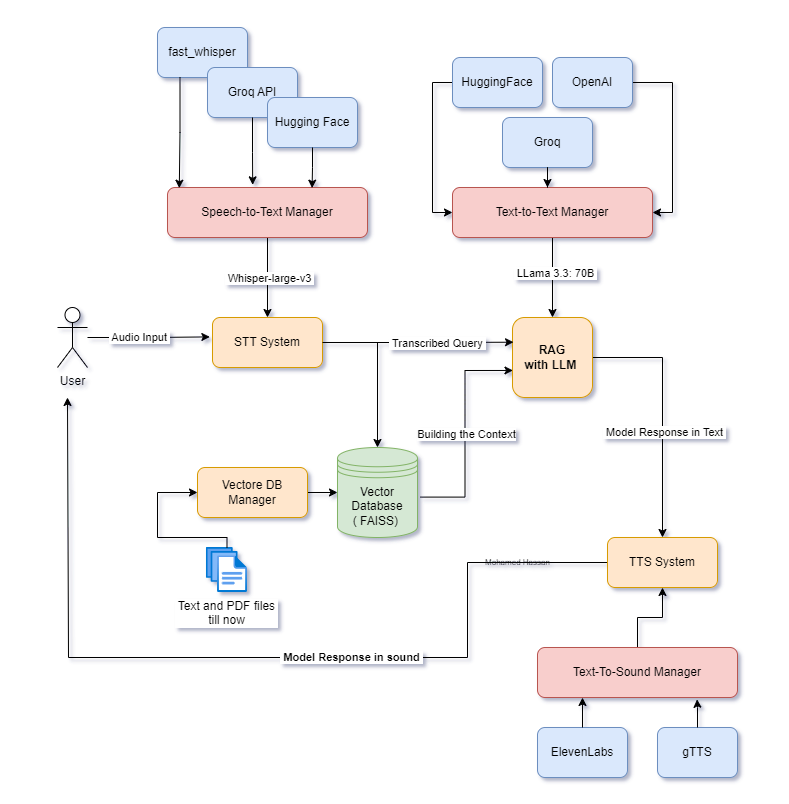 fast_whisper
Groq API
Hugging Face
HuggingFace
OpenAI
Groq
Speech-to-Text Manager
Text-to-Text Manager
Whisper-large-v3
LLama 3.3: 70B
Audio Input
STT System
Transcribed Query
RAG
with LLM
User
Building the Context
Model Response in Text
Vectore DB
Manager
Vector
Database
( FAISS)
Text and PDF files
till now
Mohamed Hassan
TTS System
Model Response in sound
Text-To-Sound Manager
ElevenLabs
gTTS